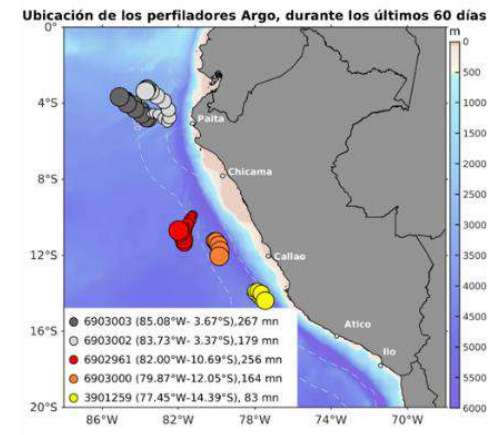 Ubicación de los perfiladores Argo, durante los últimos 60 días
m
0°
0
500
4°S
Paita
1000
1500
2000
8°S
Chicama
2500
3000
3500
12°S
Callao
4000
4500
6903003 (85.08°W- 3.67°S),267 mn
6903002 (83.73°W- 3.37°S),179 mn
6902961 (82.00°W-10.69°S),256 mn
6903000 (79.87°W-12.05°S),164 mn
3901259 (77.45°W-14.39°S), 83 mn
16°S
Atico
Ilo
5000
5500
20°S
6000
86°W 82°W 78°W 74°W 70°W